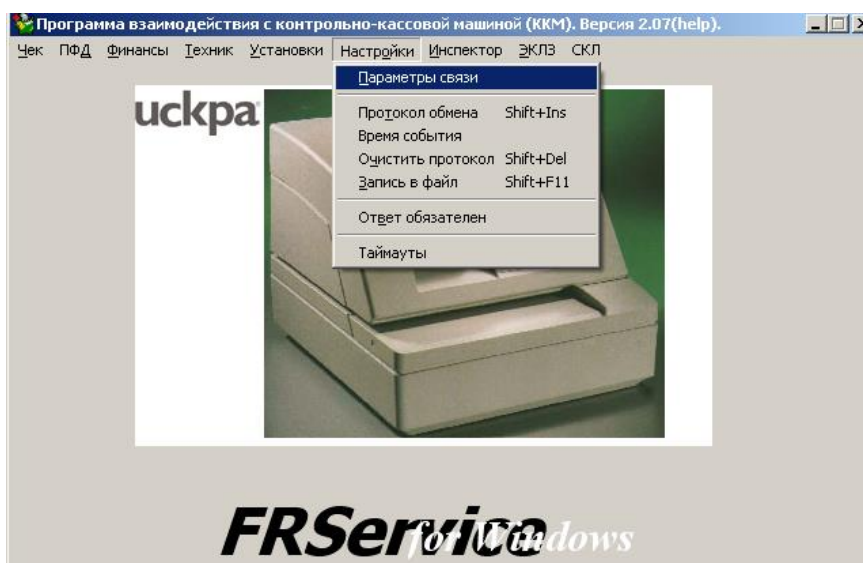 Программа взаимодействия с контрольно-кассовой машиной (ККМ). Версия 2.07(help).
Чек ПФД Финансы Техник Установки Настройки Инспектор ЭКЛЗ СКЛ
Параметры связи
Протокол обмена Shift+Ins
Время события
Очистить протокол Shift+Del
Запись в файл Shift+F11
Ответ обязателен
Таймауты
искра
FRService
for Windows